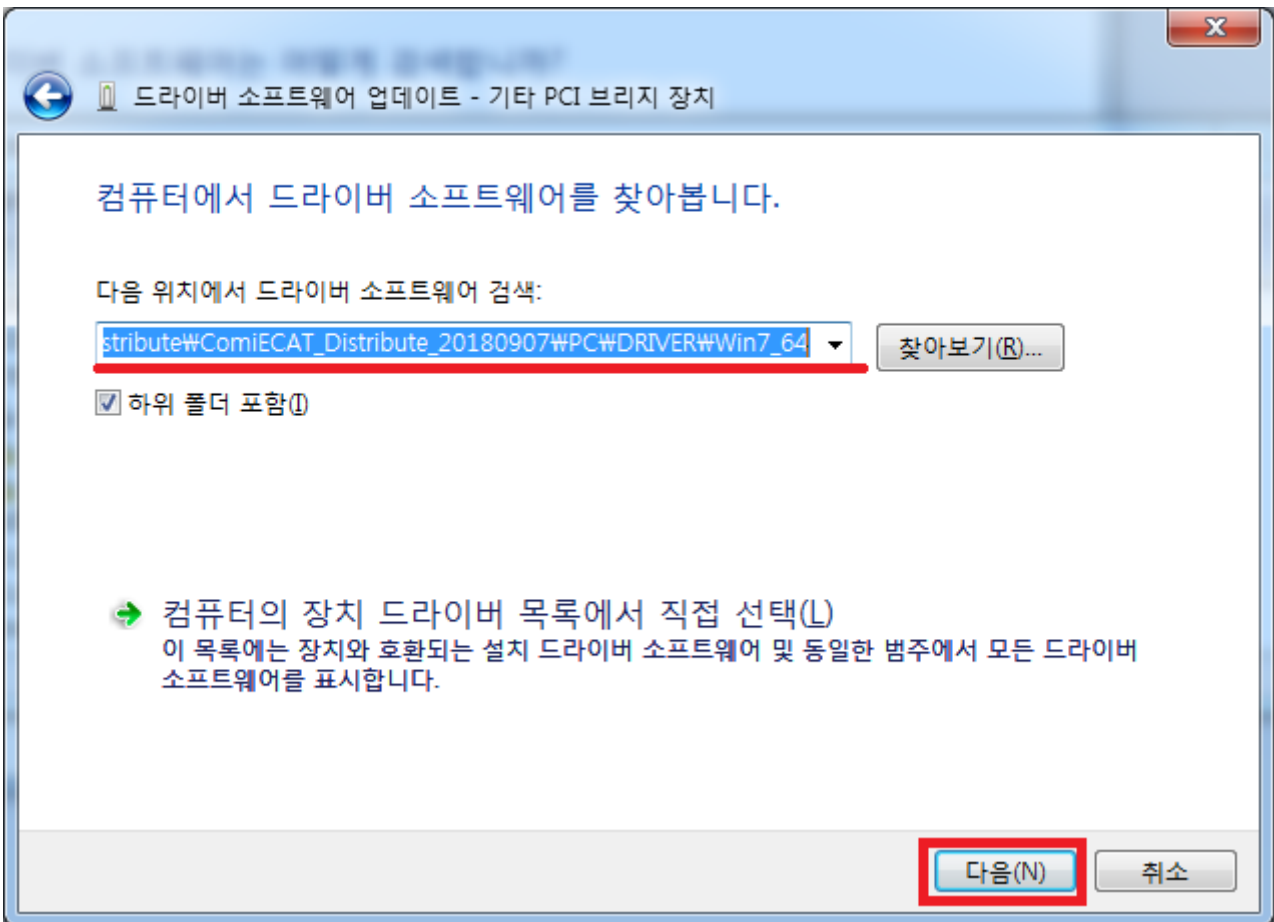 드라이버 소프트웨어 업데이트 - 기타 PCI 브리지 장치
컴퓨터에서 드라이버 소프트웨어를 찾아봅니다.
다음 위치에서 드라이버 소프트웨어 검색:
stribute₩ComiECAT_Distribute_20180907₩PC₩DRIVER₩Win7_64
찾아보기(R)...
하위 폴더 포함(I)
컴퓨터의 장치 드라이버 목록에서 직접 선택(L)
이 목록에는 장치와 호환되는 설치 드라이버 소프트웨어 및 동일한 범주에서 모든 드라이버
소프트웨어를 표시합니다.
다음(N)
취소